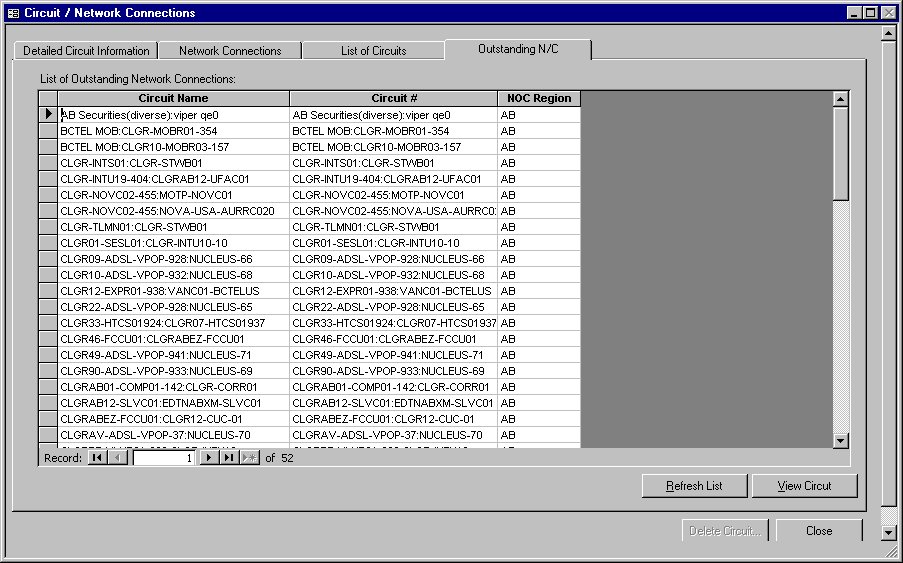 Circuit / Network Connections
Detailed Circuit Information Network Connections List of Circuits Outstanding N/C
List of Outstanding Network Connections:
Circuit Name Circuit # NOC Region
AB Securities(diverse):viper qe0 AB Securities(diverse):viper qe0 AB
BCTEL MOB:CLGR-MOBR01-354 BCTEL MOB:CLGR-MOBR01-354 AB
BCTEL MOB:CLGR10-MOBR03-157 BCTEL MOB:CLGR10-MOBR03-157 AB
CLGR-INTS01:CLGR-STWB01 CLGR-INTS01:CLGR-STWB01 AB
CLGR-INTU19-404:CLGRAB12-UFAC01 CLGR-INTU19-404:CLGRAB12-UFAC01 AB
CLGR-NOVC02-455:MOTP-NOVC01 CLGR-NOVC02-455:MOTP-NOVC01 AB
CLGR-NOVC02-455:NOVA-USA-AURRC020 CLGR-NOVC02-455:NOVA-USA-AURRC0 AB
CLGR-TLMN01:CLGR-STWB01 CLGR-TLMN01:CLGR-STWB01 AB
CLGR01-SESL01:CLGR-INTU10-10 CLGR01-SESL01:CLGR-INTU10-10 AB
CLGR09-ADSL-VPOP-928:NUCLEUS-66 CLGR09-ADSL-VPOP-928:NUCLEUS-66 AB
CLGR10-ADSL-VPOP-932:NUCLEUS-68 CLGR10-ADSL-VPOP-932:NUCLEUS-68 AB
CLGR12-EXPR01-938:VANC01-BCTELUS CLGR12-EXPR01-938:VANC01-BCTELUS AB
CLGR22-ADSL-VPOP-928:NUCLEUS-65 CLGR22-ADSL-VPOP-928:NUCLEUS-65 AB
CLGR33-HTCS01924:CLGR07-HTCS01937 CLGR33-HTCS01924:CLGR07-HTCS01937 AB
CLGR46-FCCU01:CLGRABEZ-FCCU01 CLGR46-FCCU01:CLGRABEZ-FCCU01 AB
CLGR49-ADSL-VPOP-941:NUCLEUS-71 CLGR49-ADSL-VPOP-941:NUCLEUS-71 AB
CLGR90-ADSL-VPOP-933:NUCLEUS-69 CLGR90-ADSL-VPOP-933:NUCLEUS-69 AB
CLGRAB01-COMP01-142:CLGR-CORR01 CLGRAB01-COMP01-142:CLGR-CORR01 AB
CLGRAB12-SLVC01:EDTNABXM-SLVC01 CLGRAB12-SLVC01:EDTNABXM-SLVC01 AB
CLGRABEZ-FCCU01:CLGR12-CUC-01 CLGRABEZ-FCCU01:CLGR12-CUC-01 AB
CLGRAV-ADSL-VPOP-37:NUCLEUS-70 CLGRAV-ADSL-VPOP-37:NUCLEUS-70 AB
Record: 1 of 52
Refresh List View Circut
Delete Circuit... Close